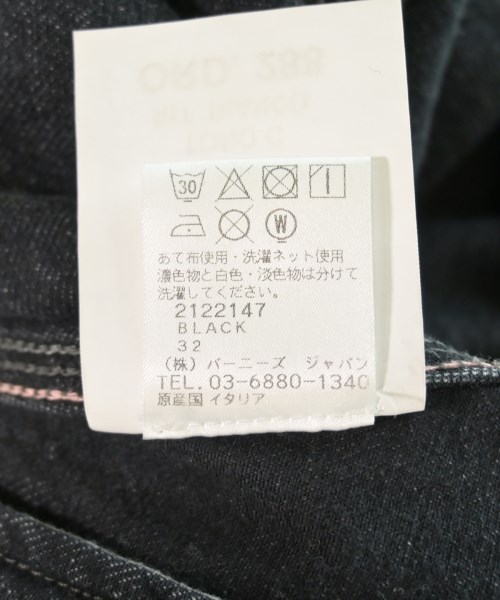 ORD. 285
30
W
あて布使用・洗濯ネット使用
濃色物と白色・淡色物は分けて
洗濯してください。
2122147
BLACK
32
(株) バーニーズ ジャパン
TEL. 03-6880-1340
原産国 イタリア